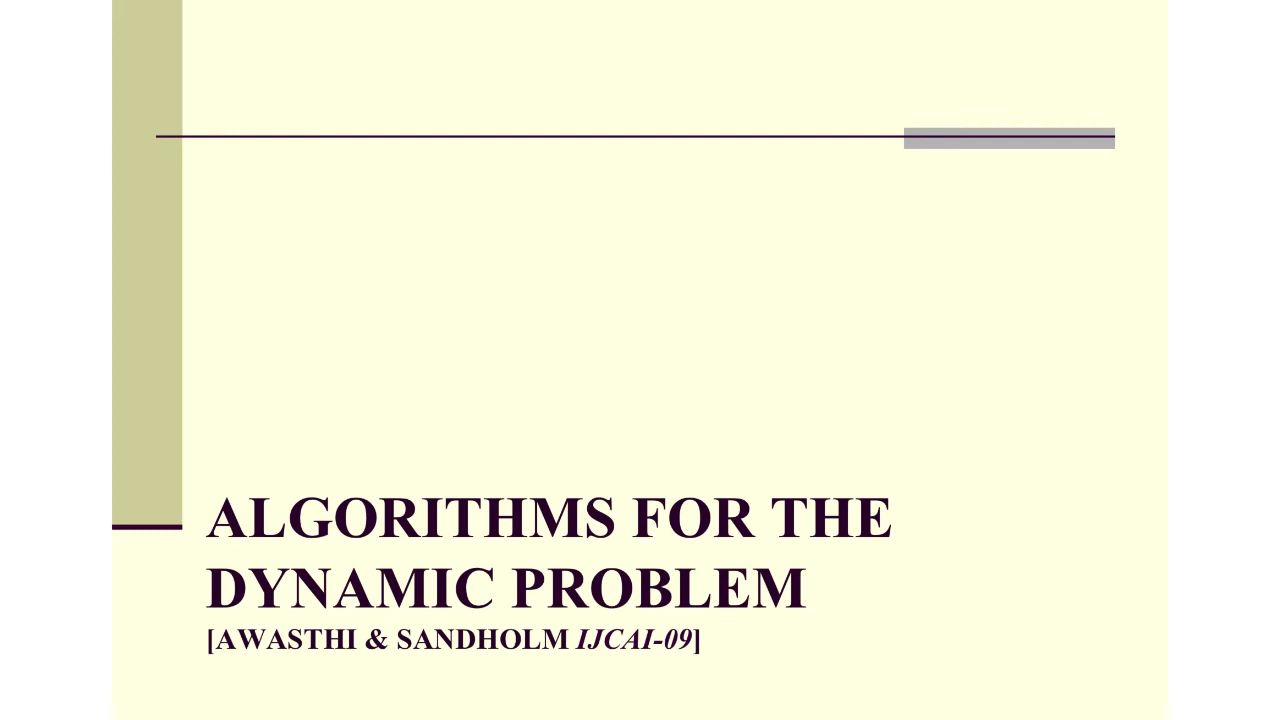 ALGORITHMS FOR THE
DYNAMIC PROBLEM
[AWASTHI & SANDHOLM IJCAI-09]